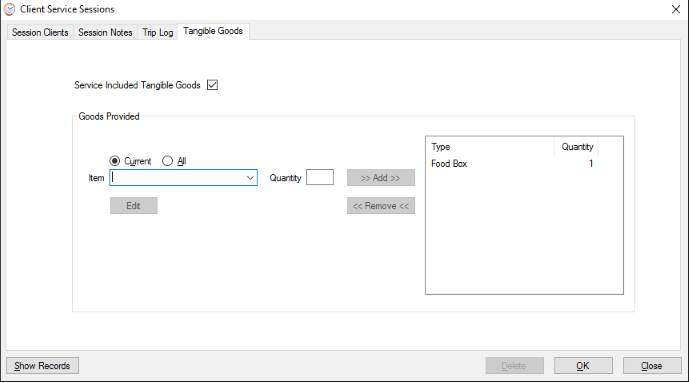 Client Service Sessions
Session Clients Session Notes Trip Log Tangible Goods
Service Included Tangible Goods
Goods Provided
Current All
Item Quantity >> Add >>
Edit << Remove <<
Type Quantity
Food Box 1
Show Records Delete OK Close